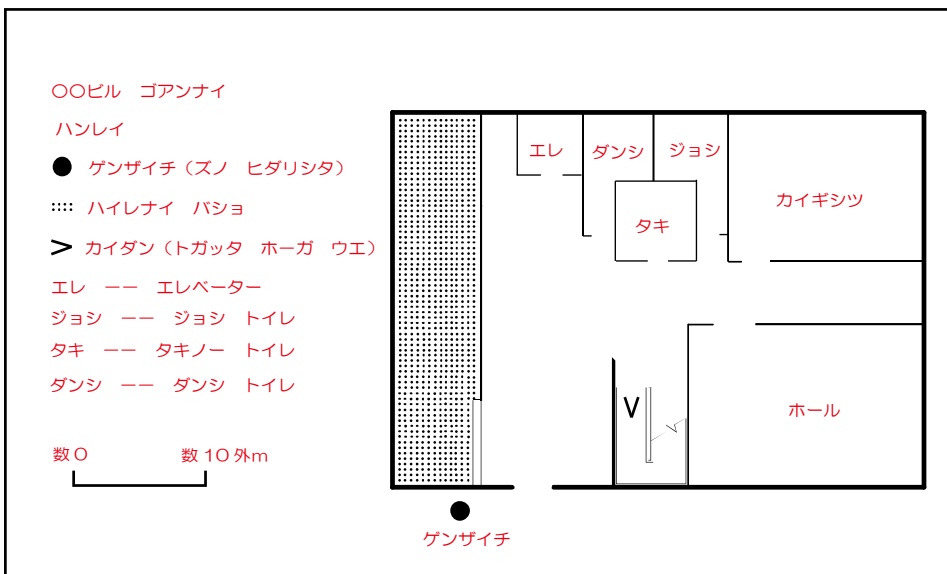 ○○ビル　ゴアンナイ
ハンレイ
ゲンザイチ（ズノ　ヒダリシタ）
ハイレナイ　バショ
カイダン（トガッタ　ホーガ　ウエ）
エレ　ーー　エレベーター
ジョシ　ーー　ジョシ　トイレ
タキ　ーー　タキノー　トイレ
ダンシ　ーー　ダンシ　トイレ
数0　数10外m
エレ
ダンシ
ジョシ
タキ
カイギシツ
ホール
ゲンザイチ